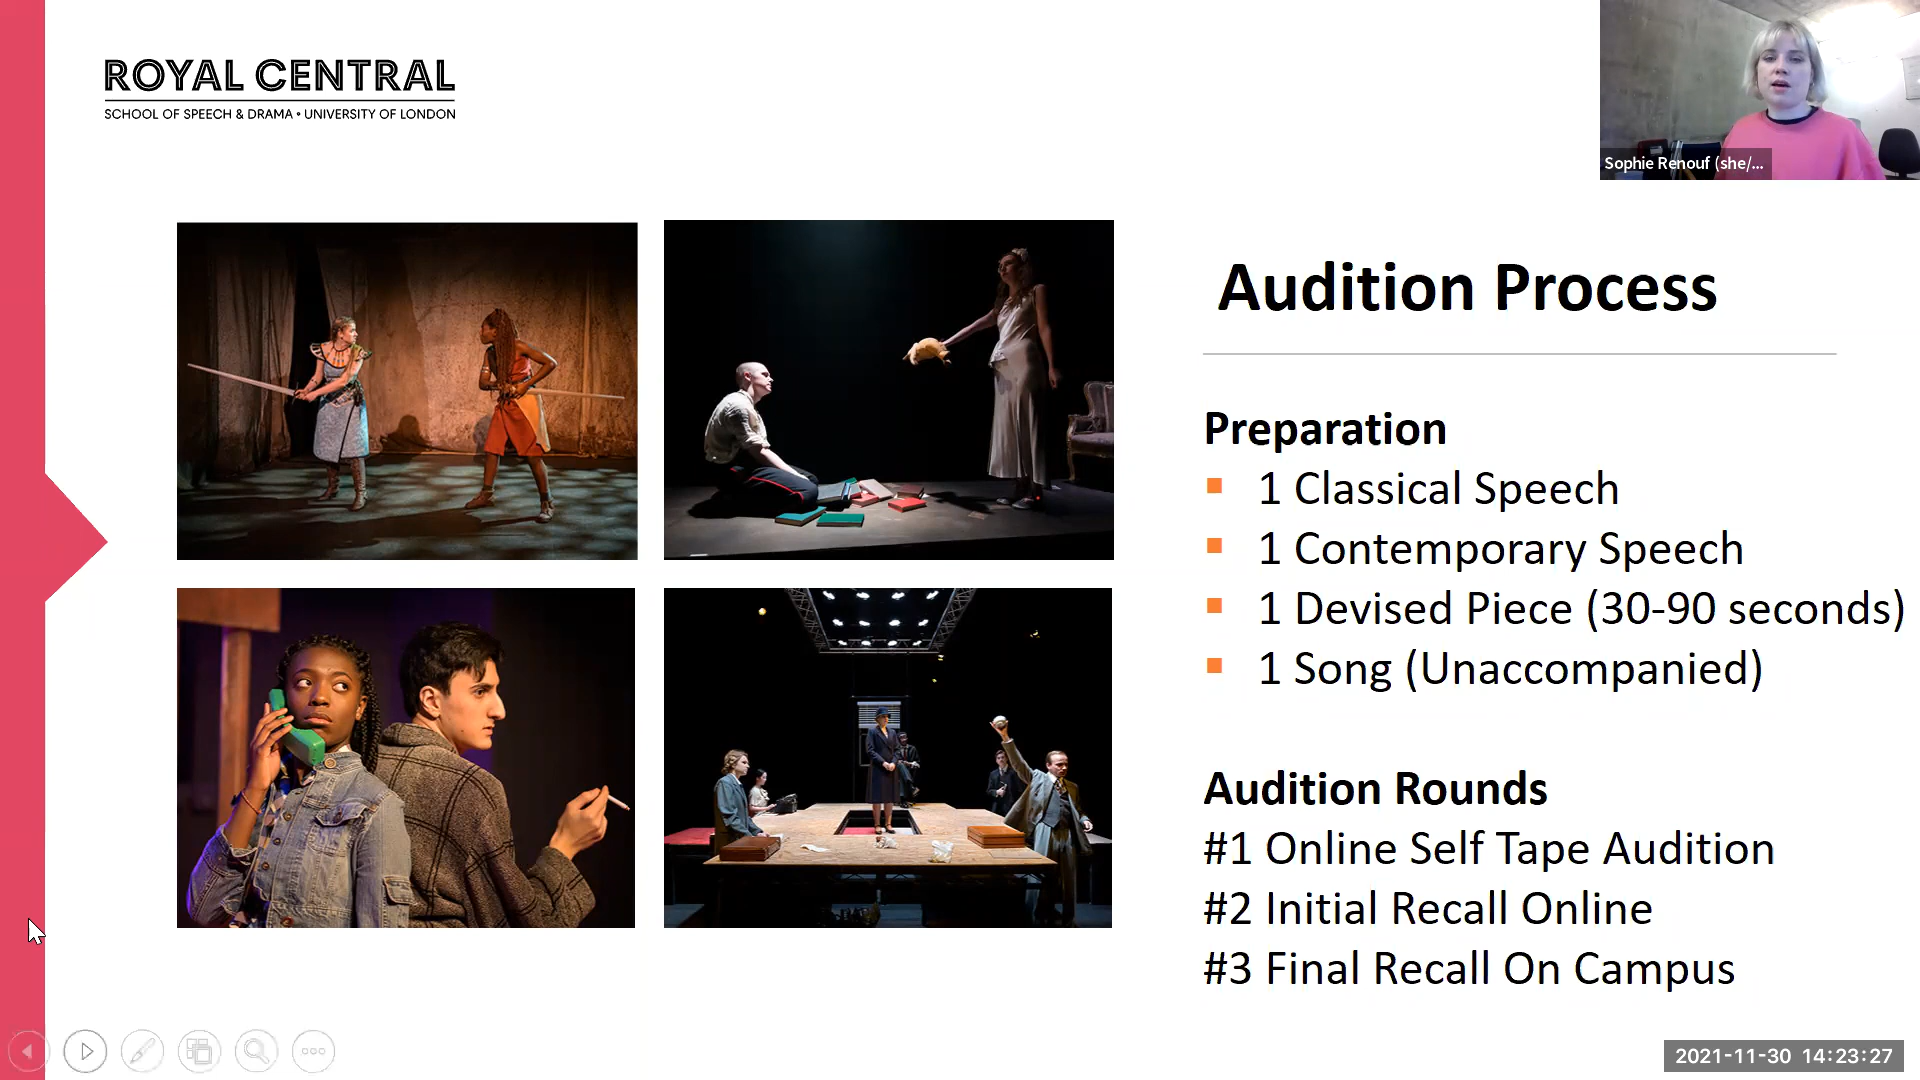 ROYAL CENTRAL
SCHOOL OF SPEECH & DRAMA • UNIVERSITY OF LONDON
Sophie Renouf (she/...
Audition Process
Preparation
1 Classical Speech
1 Contemporary Speech
1 Devised Piece (30-90 seconds)
1 Song (Unaccompanied)
Audition Rounds
#1 Online Self Tape Audition
#2 Initial Recall Online
#3 Final Recall On Campus
2021-11-30 14:23:27